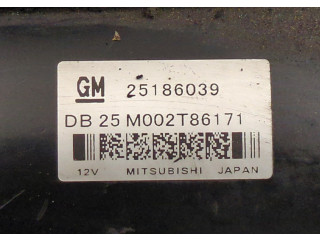 GM 25186039
DB 25 M002T86171
12V MITSUBISHI JAPAN